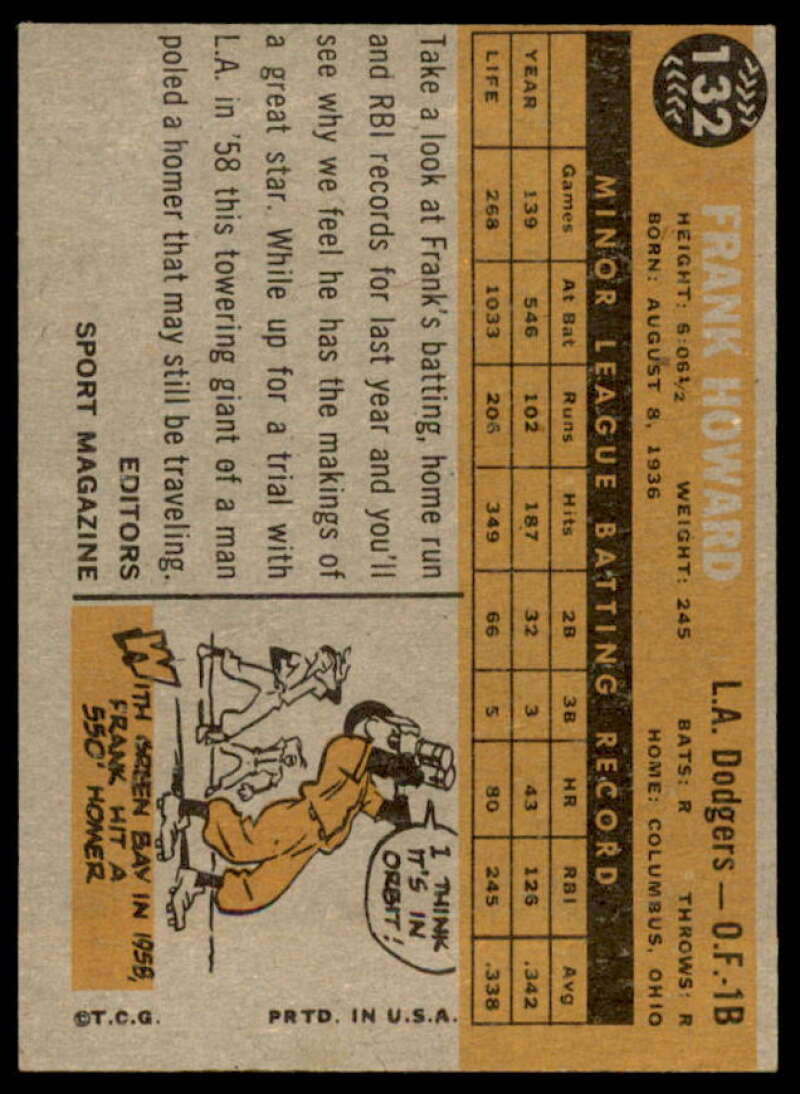 132
FRANK HOWARD
L.A. Dodgers — O.F.-1B
HEIGHT: 6:06½ WEIGHT: 245 BATS: R THROWS: R
BORN: AUGUST 8, 1936 HOME: COLUMBUS, OHIO
MINOR LEAGUE BATTING RECORD
Games At Bat Runs Hits 2B 3B HR RBI Avg
YEAR 139 546 102 187 32 3 43 126 .342
LIFE 268 1033 206 349 66 5 80 245 .338
Take a look at Frank's batting, home run
and RBI records for last year and you'll
see why we feel he has the makings of
a great star. While up for a trial with
L.A. in '58 this towering giant of a man
poled a homer that may still be traveling.
EDITORS
SPORT MAGAZINE
I THINK
IT'S IN
ORBIT!
WITH GREEN BAY IN 1958,
FRANK HIT A
550' HOMER
©T.C.G. PRTD. IN U.S.A.